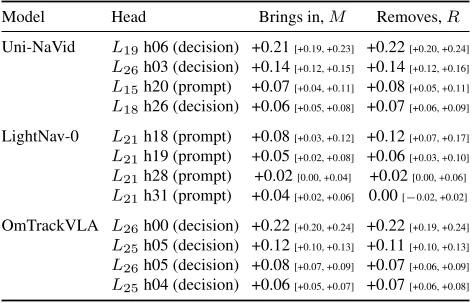 Model Head Brings in, M Removes, R
Uni-NaVid L19 h06 (decision) +0.21 [+0.19, +0.23] +0.22 [+0.20, +0.24]
L26 h03 (decision) +0.14 [+0.12, +0.15] +0.14 [+0.12, +0.16]
L15 h20 (prompt) +0.07 [+0.04, +0.11] +0.08 [+0.05, +0.11]
L18 h26 (decision) +0.06 [+0.05, +0.08] +0.07 [+0.06, +0.09]
LightNav-0 L21 h18 (prompt) +0.08 [+0.03, +0.12] +0.12 [+0.07, +0.17]
L21 h19 (prompt) +0.05 [+0.02, +0.08] +0.06 [+0.03, +0.10]
L21 h28 (prompt) +0.02 [0.00, +0.04] +0.02 [0.00, +0.06]
L21 h31 (prompt) +0.04 [+0.02, +0.06] 0.00 [−0.02, +0.02]
OmTrackVLA L26 h00 (decision) +0.22 [+0.20, +0.24] +0.22 [+0.19, +0.24]
L25 h05 (decision) +0.12 [+0.10, +0.13] +0.11 [+0.10, +0.13]
L26 h05 (decision) +0.08 [+0.07, +0.09] +0.07 [+0.06, +0.09]
L25 h04 (decision) +0.06 [+0.05, +0.07] +0.07 [+0.06, +0.08]